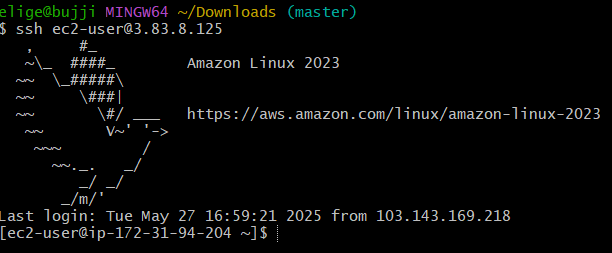 elige@bujji MINGW64 ~/Downloads (master)
$ ssh ec2-user@3.83.8.125
   ,     #_
   ~\_  ####_        Amazon Linux 2023
  ~~  \_#####\
  ~~     \###|
  ~~       \#/ ___   https://aws.amazon.com/linux/amazon-linux-2023
   ~~       V~' '->
    ~~~         /
      ~~._.   _/
         _/ _/
       _/m/'
Last login: Tue May 27 16:59:21 2025 from 103.143.169.218
[ec2-user@ip-172-31-94-204 ~]$